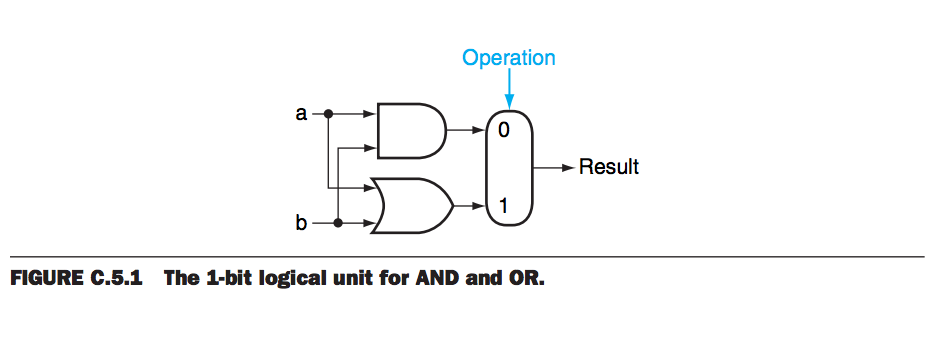 Operation
a
0
Result
1
b
FIGURE C.5.1 The 1-bit logical unit for AND and OR.